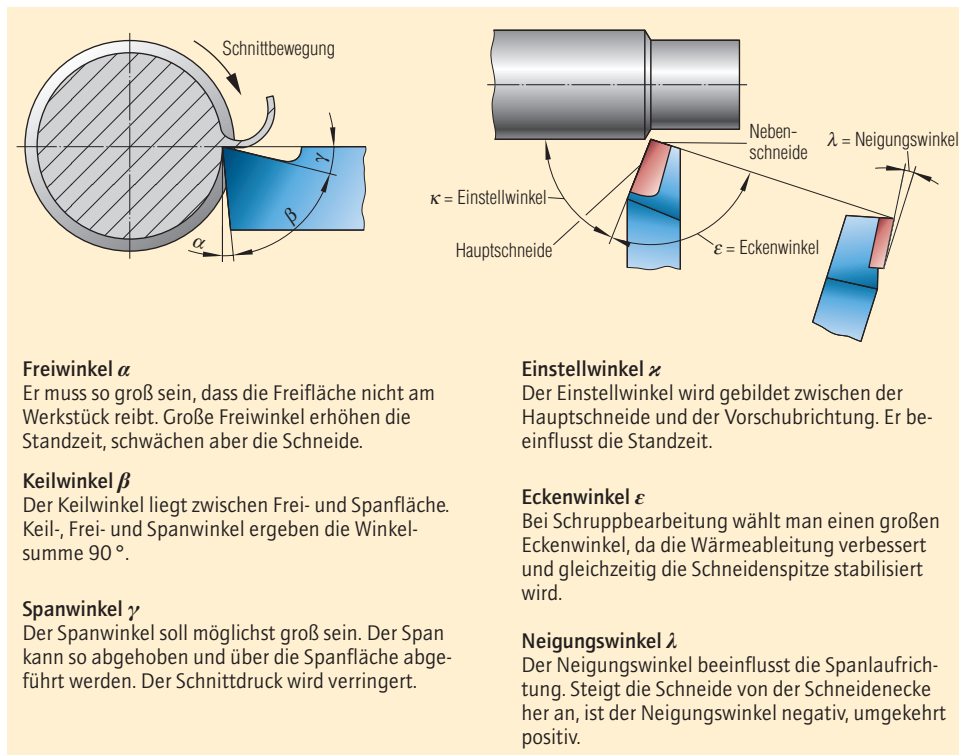 Schnittbewegung
γ
β
α
Neben-
schneide
λ = Neigungswinkel
κ = Einstellwinkel
Hauptschneide
ε = Eckenwinkel
Freiwinkel α
Er muss so groß sein, dass die Freifläche nicht am
Werkstück reibt. Große Freiwinkel erhöhen die
Standzeit, schwächen aber die Schneide.
Keilwinkel β
Der Keilwinkel liegt zwischen Frei- und Spanfläche.
Keil-, Frei- und Spanwinkel ergeben die Winkel-
summe 90 °.
Spanwinkel γ
Der Spanwinkel soll möglichst groß sein. Der Span
kann so abgehoben und über die Spanfläche abge-
führt werden. Der Schnittdruck wird verringert.
Einstellwinkel ϰ
Der Einstellwinkel wird gebildet zwischen der
Hauptschneide und der Vorschubrichtung. Er be-
einflusst die Standzeit.
Eckenwinkel ε
Bei Schruppbearbeitung wählt man einen großen
Eckenwinkel, da die Wärmeableitung verbessert
und gleichzeitig die Schneidenspitze stabilisiert
wird.
Neigungswinkel λ
Der Neigungswinkel beeinflusst die Spanlaufrich-
tung. Steigt die Schneide von der Schneidenecke
her an, ist der Neigungswinkel negativ, umgekehrt
positiv.